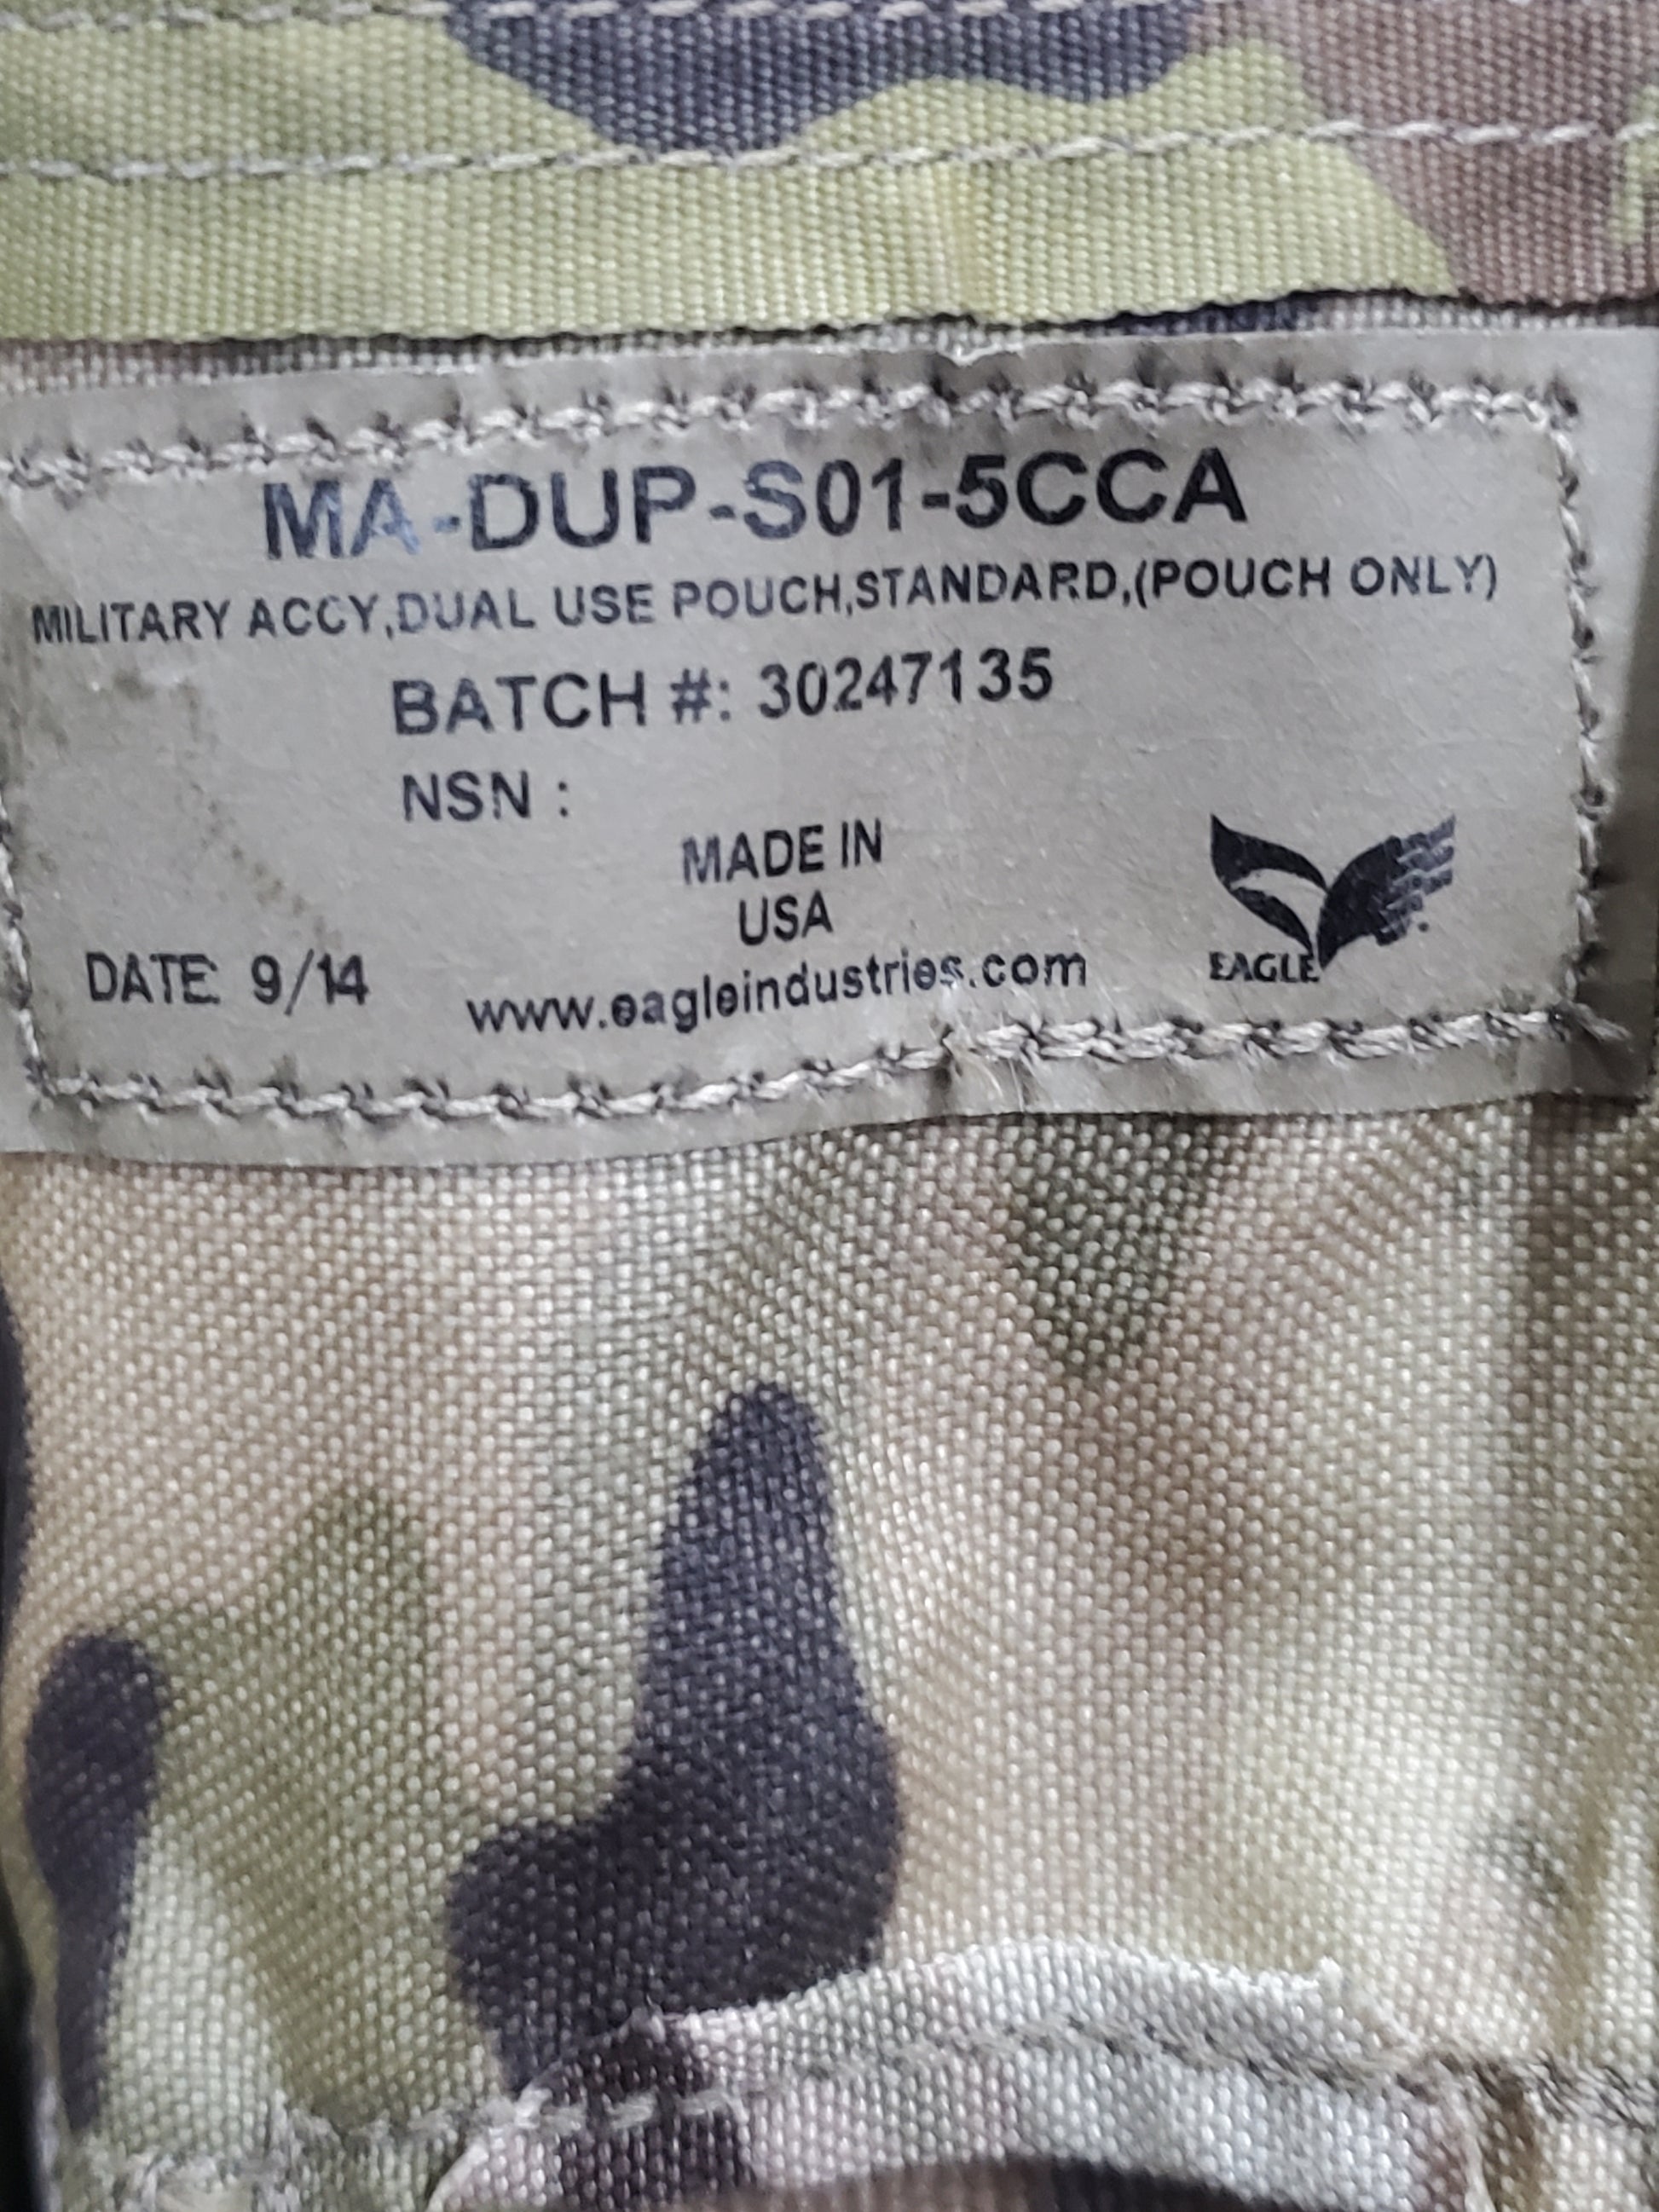 MA-DUP-S01-5CCA
MILITARY ACCY,DUAL USE POUCH,STANDARD,(POUCH ONLY)
BATCH #: 30247135
NSN :
MADE IN
USA
DATE: 9/14
www.eagleindustries.com
EAGLE